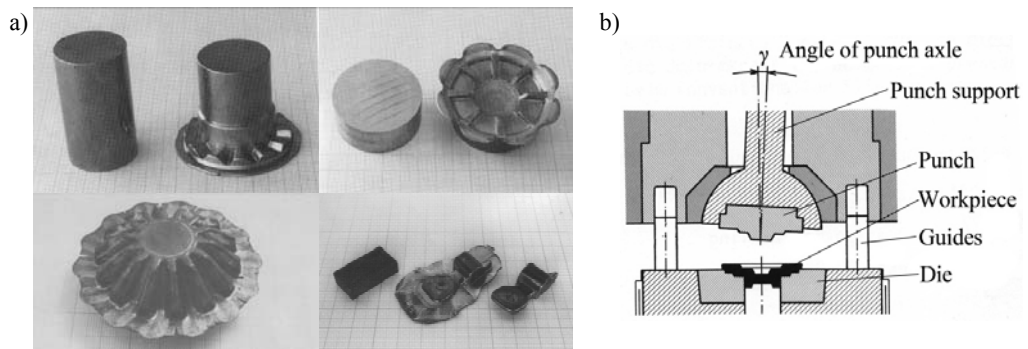 a)
b)
γ Angle of punch axle
Punch support
Punch
Workpiece
Guides
Die